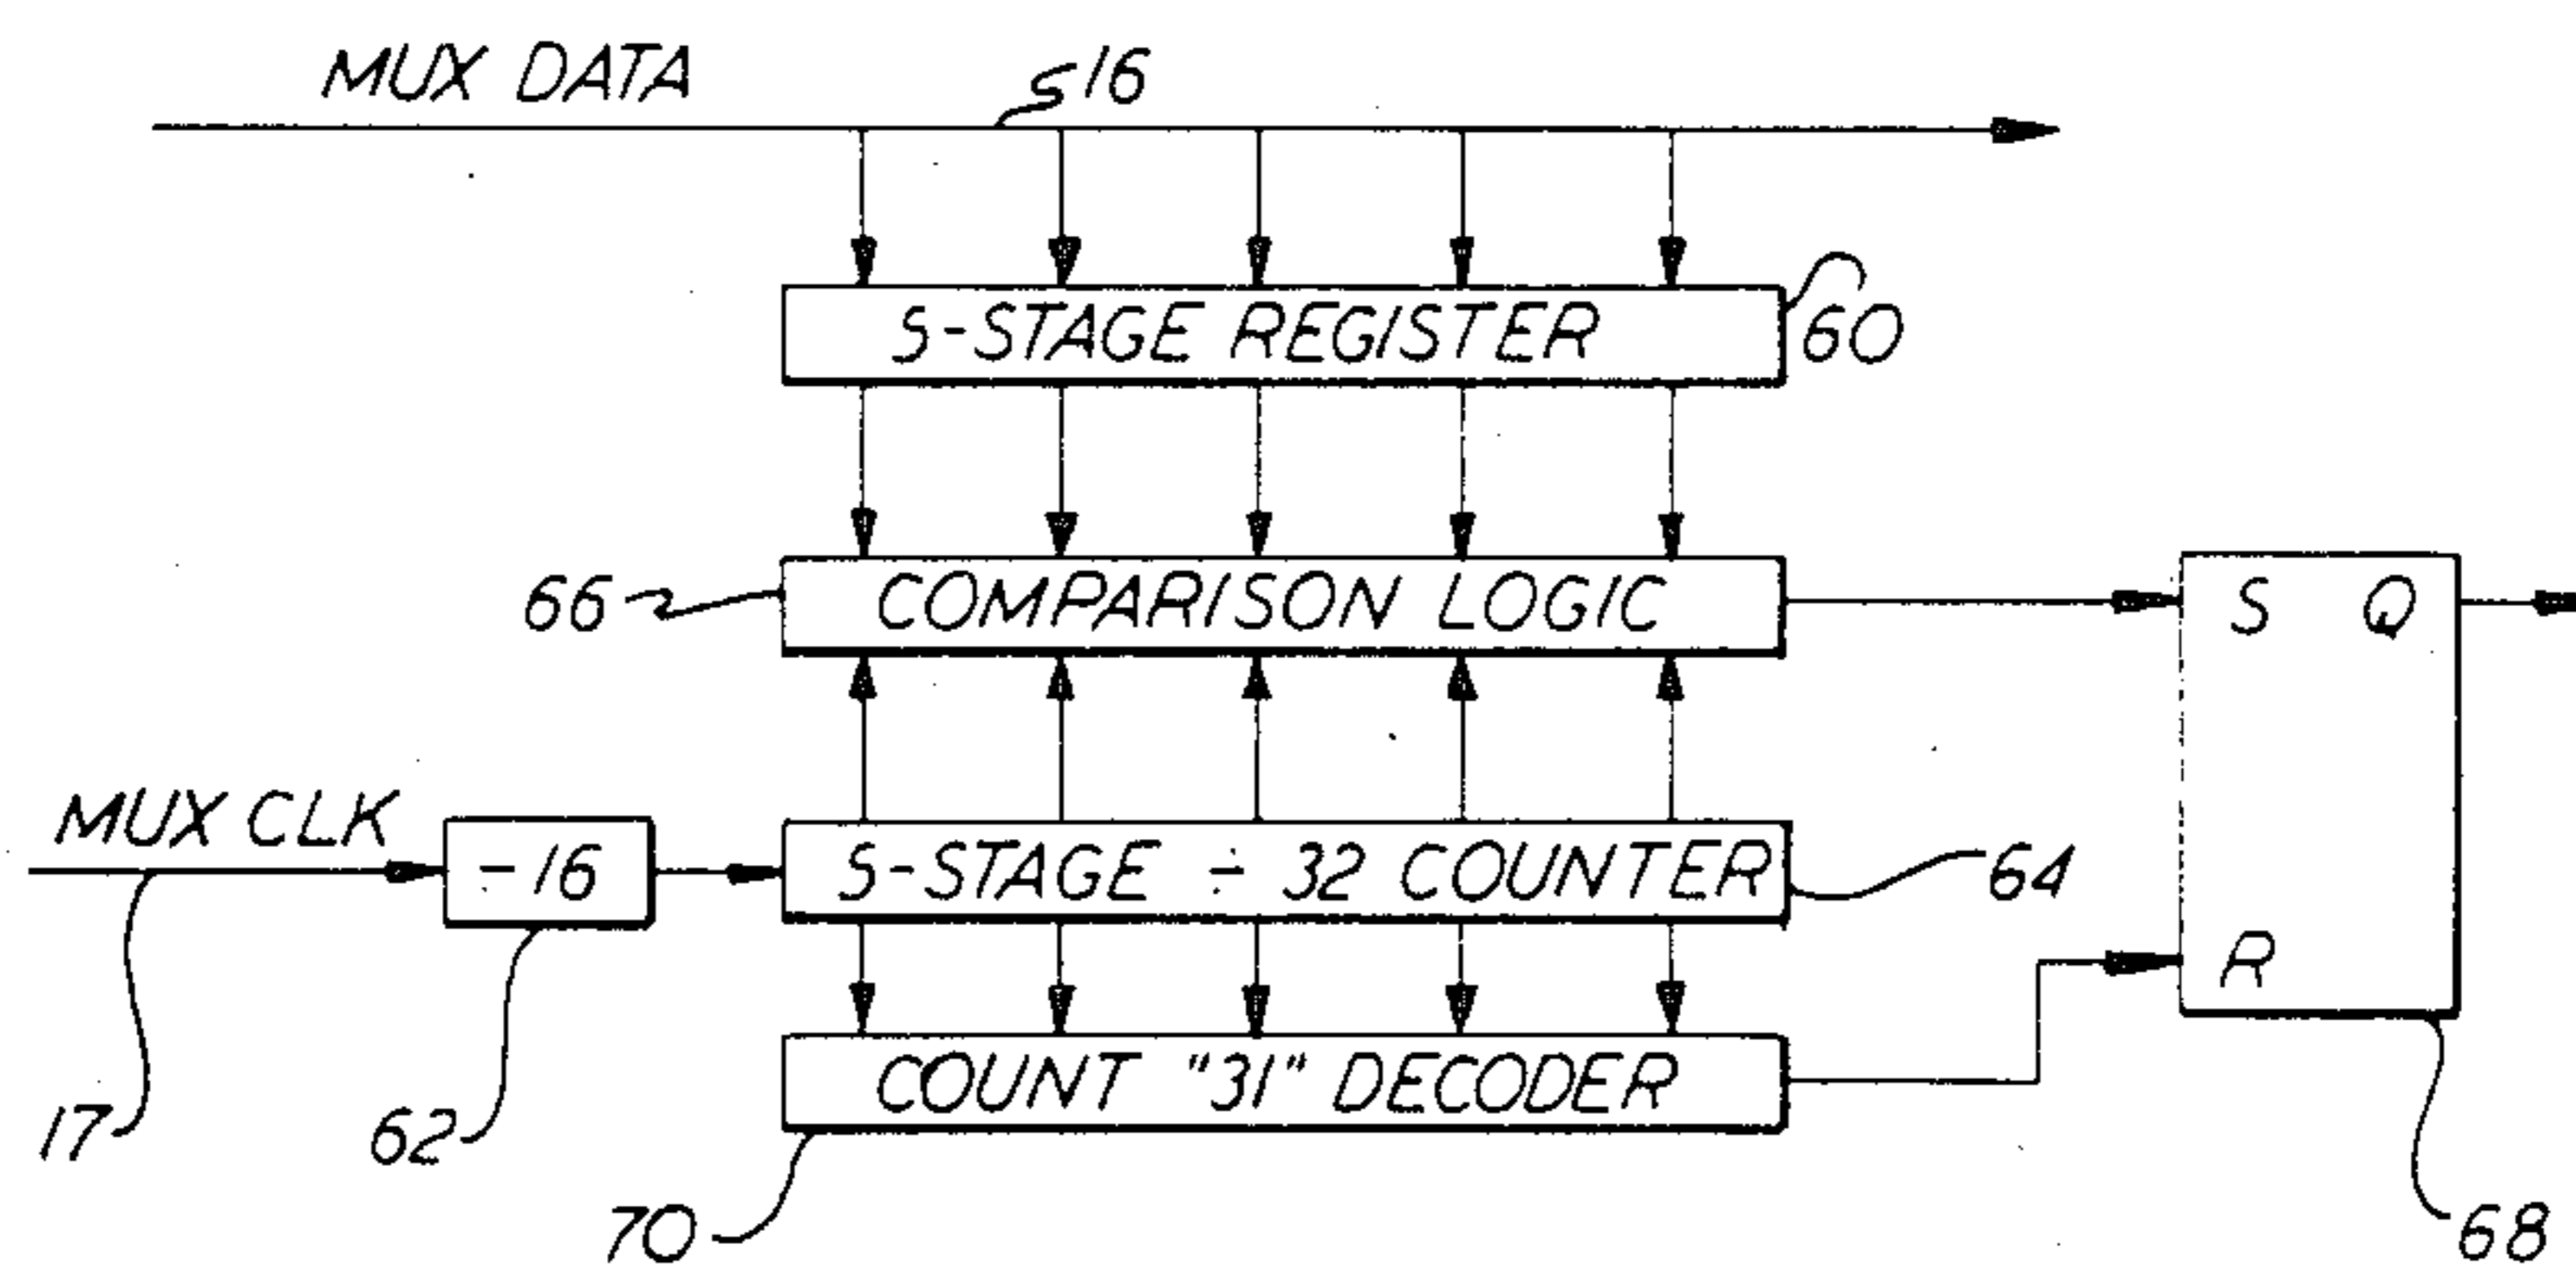 MUX DATA
16
5-STAGE REGISTER
60
66
COMPARISON LOGIC
S Q
MUX CLK
÷16
5-STAGE ÷ 32 COUNTER
64
R
COUNT "31" DECODER
17
62
70
68